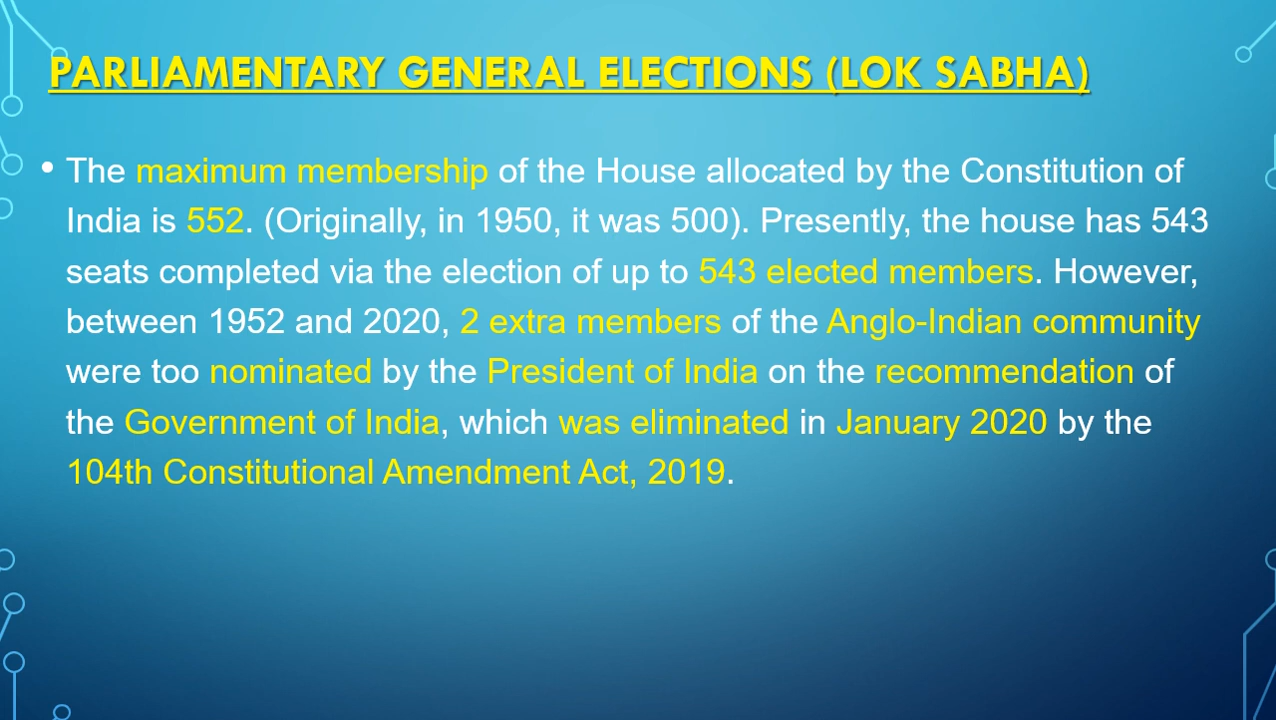 PARLIAMENTARY GENERAL ELECTIONS (LOK SABHA)
• The maximum membership of the House allocated by the Constitution of
India is 552. (Originally, in 1950, it was 500). Presently, the house has 543
seats completed via the election of up to 543 elected members. However,
between 1952 and 2020, 2 extra members of the Anglo-Indian community
were too nominated by the President of India on the recommendation of
the Government of India, which was eliminated in January 2020 by the
104th Constitutional Amendment Act, 2019.